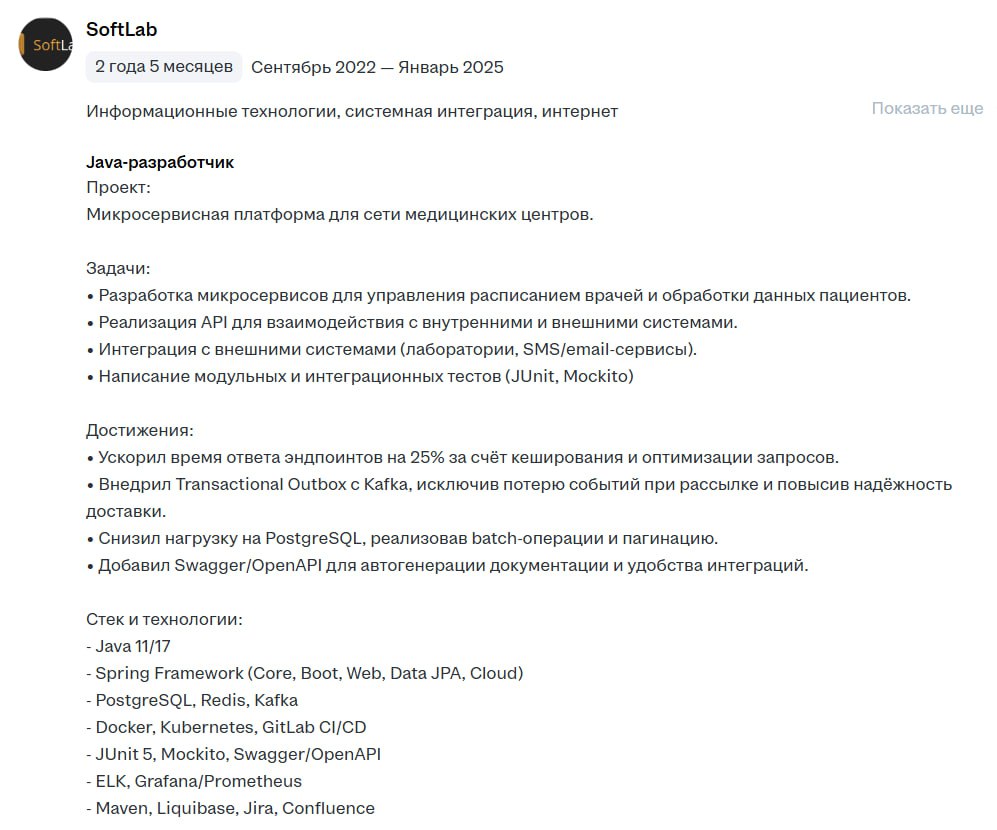 SoftLa
SoftLab
2 года 5 месяцев Сентябрь 2022 — Январь 2025
Информационные технологии, системная интеграция, интернет
Показать еще
Java-разработчик
Проект:
Микросервисная платформа для сети медицинских центров.
Задачи:
• Разработка микросервисов для управления расписанием врачей и обработки данных пациентов.
• Реализация API для взаимодействия с внутренними и внешними системами.
• Интеграция с внешними системами (лаборатории, SMS/email-сервисы).
• Написание модульных и интеграционных тестов (JUnit, Mockito)
Достижения:
• Ускорил время ответа эндпоинтов на 25% за счёт кеширования и оптимизации запросов.
• Внедрил Transactional Outbox с Kafka, исключив потерю событий при рассылке и повысив надёжность
доставки.
• Снизил нагрузку на PostgreSQL, реализовав batch-операции и пагинацию.
• Добавил Swagger/OpenAPI для автогенерации документации и удобства интеграций.
Стек и технологии:
- Java 11/17
- Spring Framework (Core, Boot, Web, Data JPA, Cloud)
- PostgreSQL, Redis, Kafka
- Docker, Kubernetes, GitLab CI/CD
- JUnit 5, Mockito, Swagger/OpenAPI
- ELK, Grafana/Prometheus
- Maven, Liquibase, Jira, Confluence